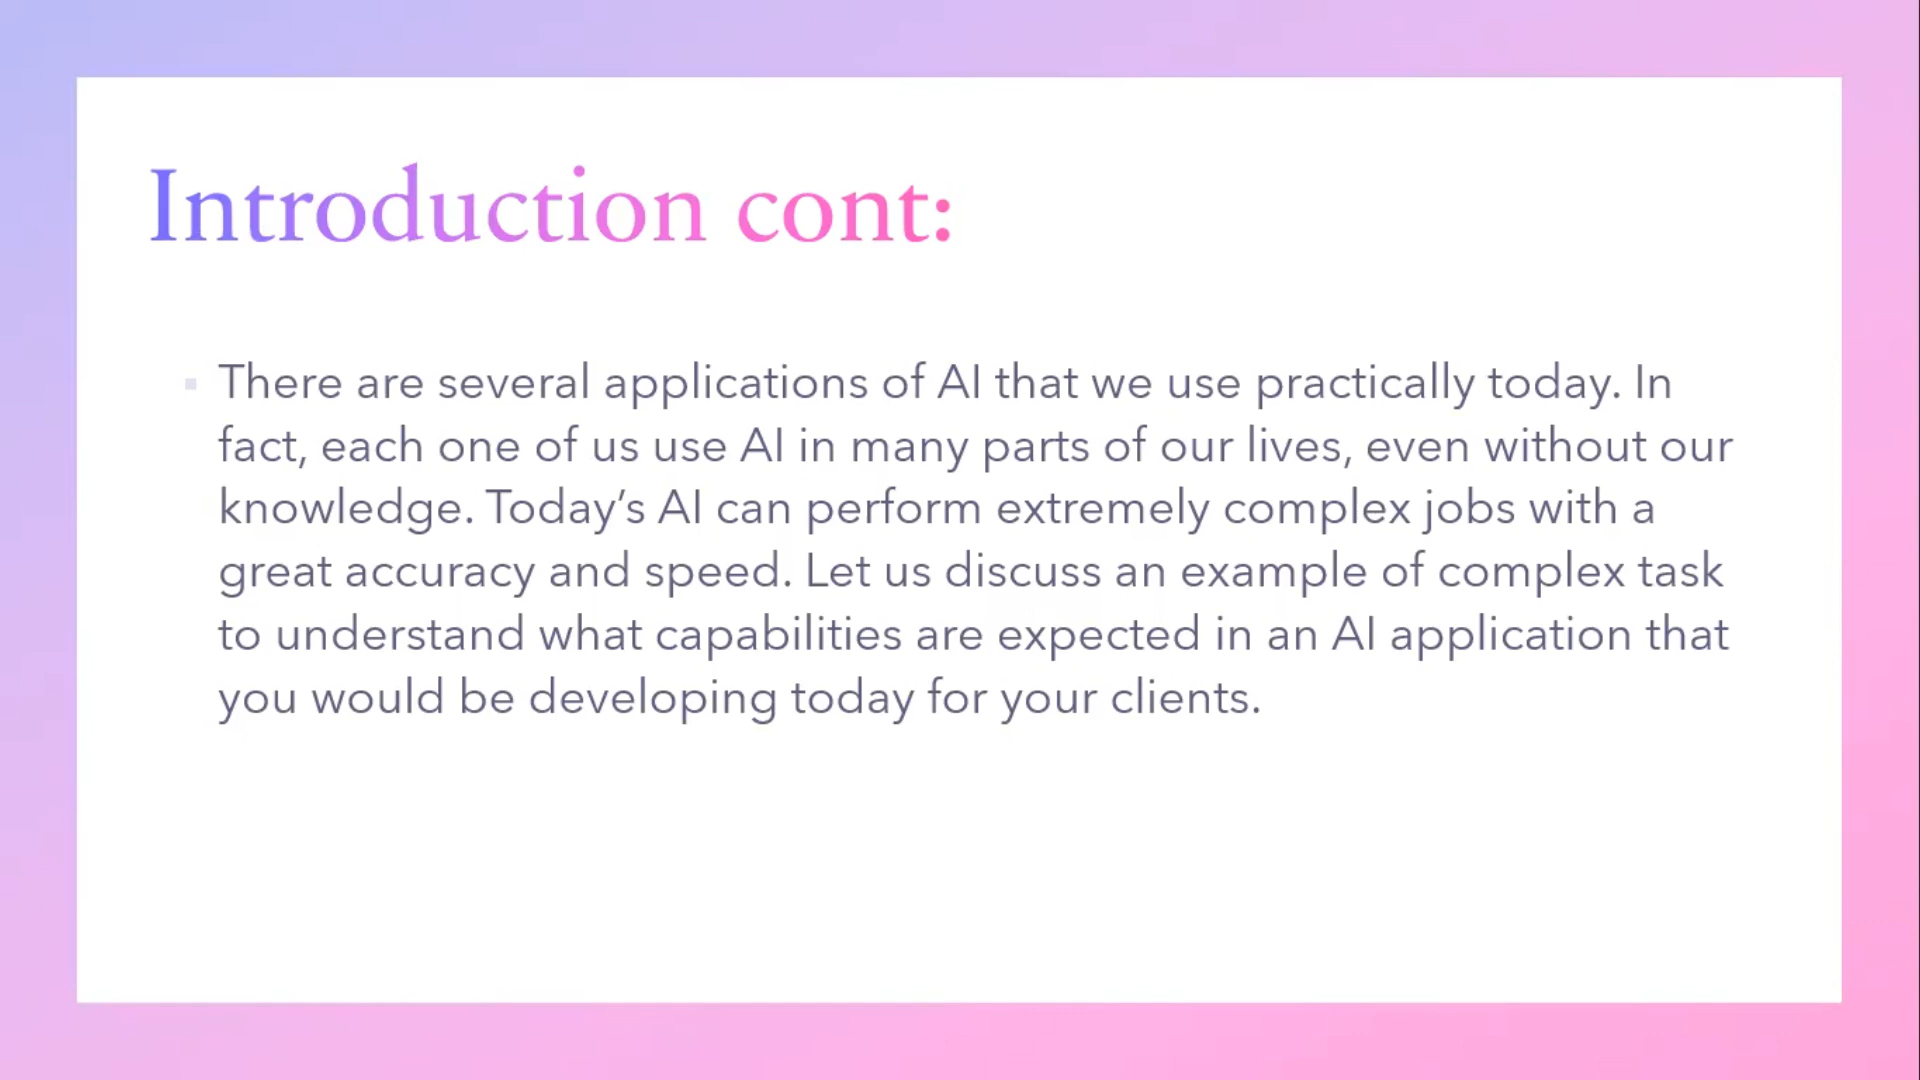 Introduction cont:
There are several applications of AI that we use practically today. In
fact, each one of us use AI in many parts of our lives, even without our
knowledge. Today’s AI can perform extremely complex jobs with a
great accuracy and speed. Let us discuss an example of complex task
to understand what capabilities are expected in an AI application that
you would be developing today for your clients.